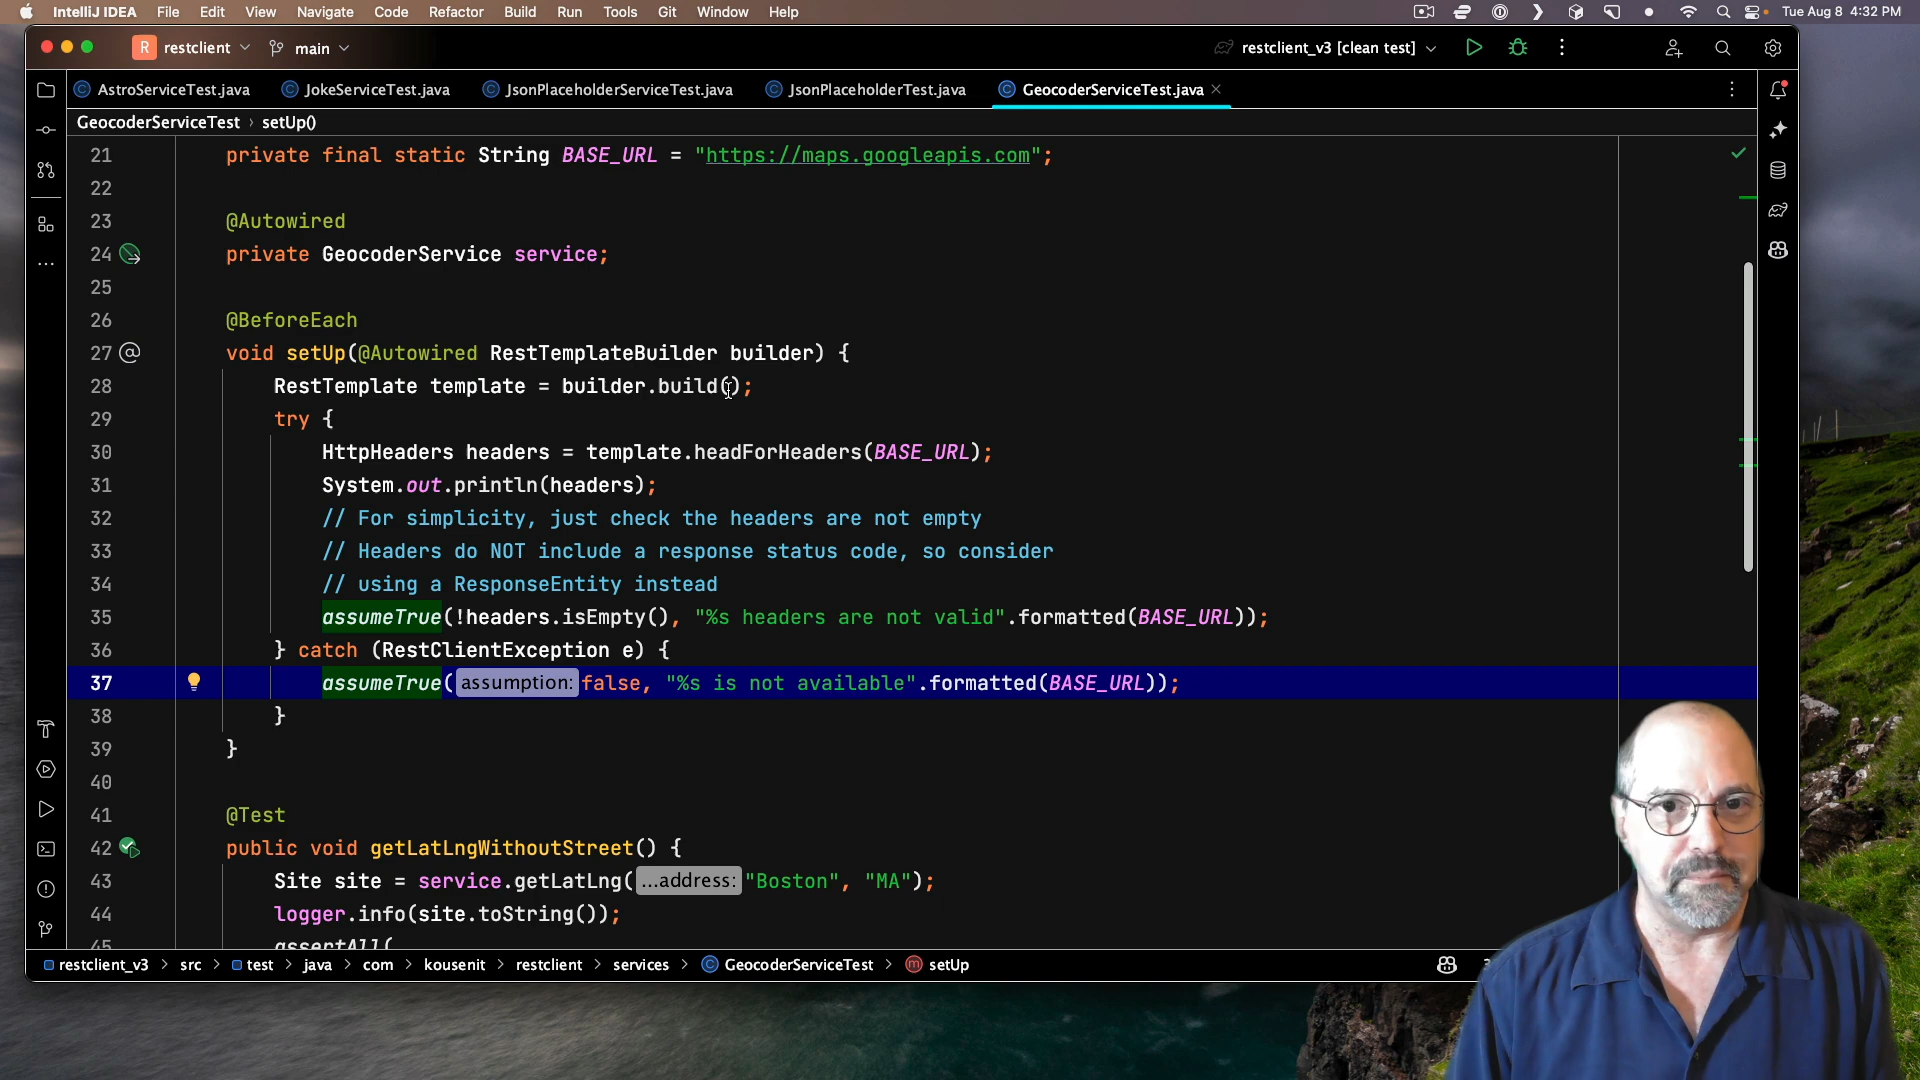 IntelliJ IDEA File Edit View Navigate Code Refactor Build Run Tools Git Window Help Tue Aug 8 4:32 PM
R restclient main restclient_v3 [clean test]
AstroServiceTest.java JokeServiceTest.java JsonPlaceholderServiceTest.java JsonPlaceholderTest.java GeocoderServiceTest.java
GeocoderServiceTest › setUp()
21 private final static String BASE_URL = "https://maps.googleapis.com";
22
23 @Autowired
24 private GeocoderService service;
25
26 @BeforeEach
27 void setUp(@Autowired RestTemplateBuilder builder) {
28 RestTemplate template = builder.build();
29 try {
30 HttpHeaders headers = template.headForHeaders(BASE_URL);
31 System.out.println(headers);
32 // For simplicity, just check the headers are not empty
33 // Headers do NOT include a response status code, so consider
34 // using a ResponseEntity instead
35 assumeTrue(!headers.isEmpty(), "%s headers are not valid".formatted(BASE_URL));
36 } catch (RestClientException e) {
37 assumeTrue( assumption: false, "%s is not available".formatted(BASE_URL));
38 }
39 }
40
41 @Test
42 public void getLatLngWithoutStreet() {
43 Site site = service.getLatLng( ...address: "Boston", "MA");
44 logger.info(site.toString());
45 assertAll(
restclient_v3 > src > test > java > com > kousenit > restclient > services > GeocoderServiceTest > m setUp